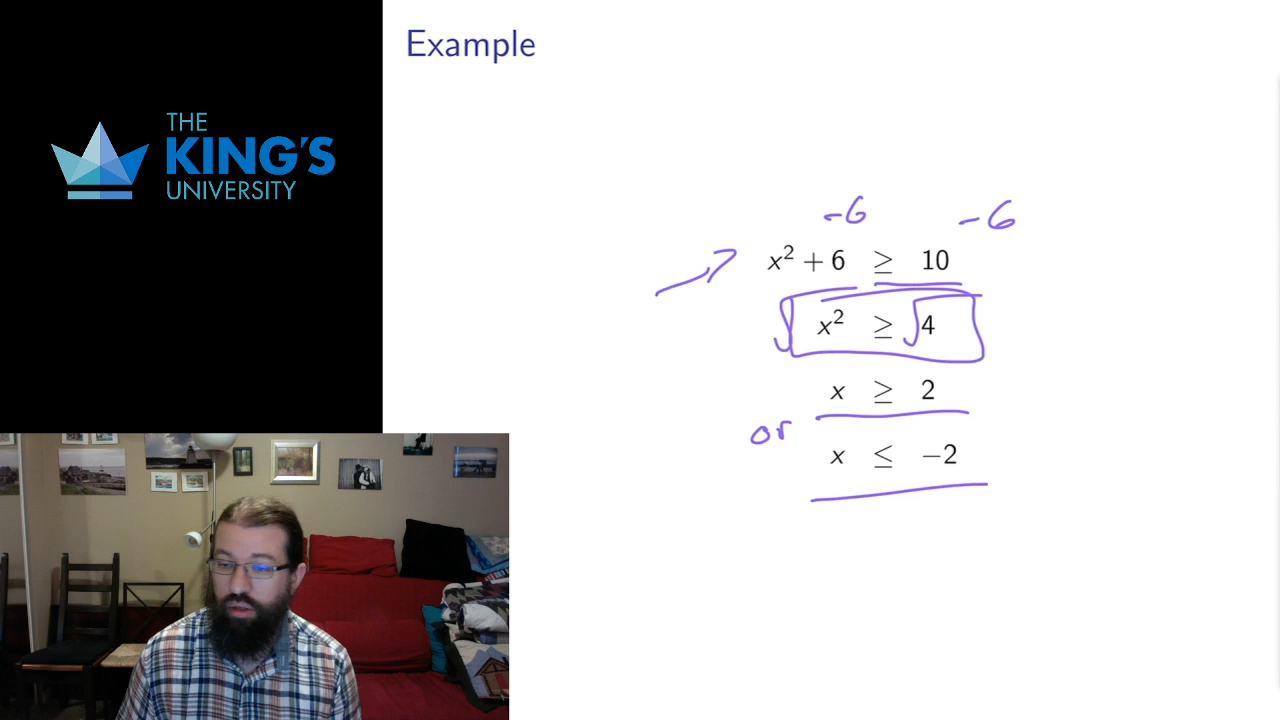 THE
KING'S
UNIVERSITY
Example
-6 -6
x² + 6 ≥ 10
√x² ≥ √4
x ≥ 2
or
x ≤ −2